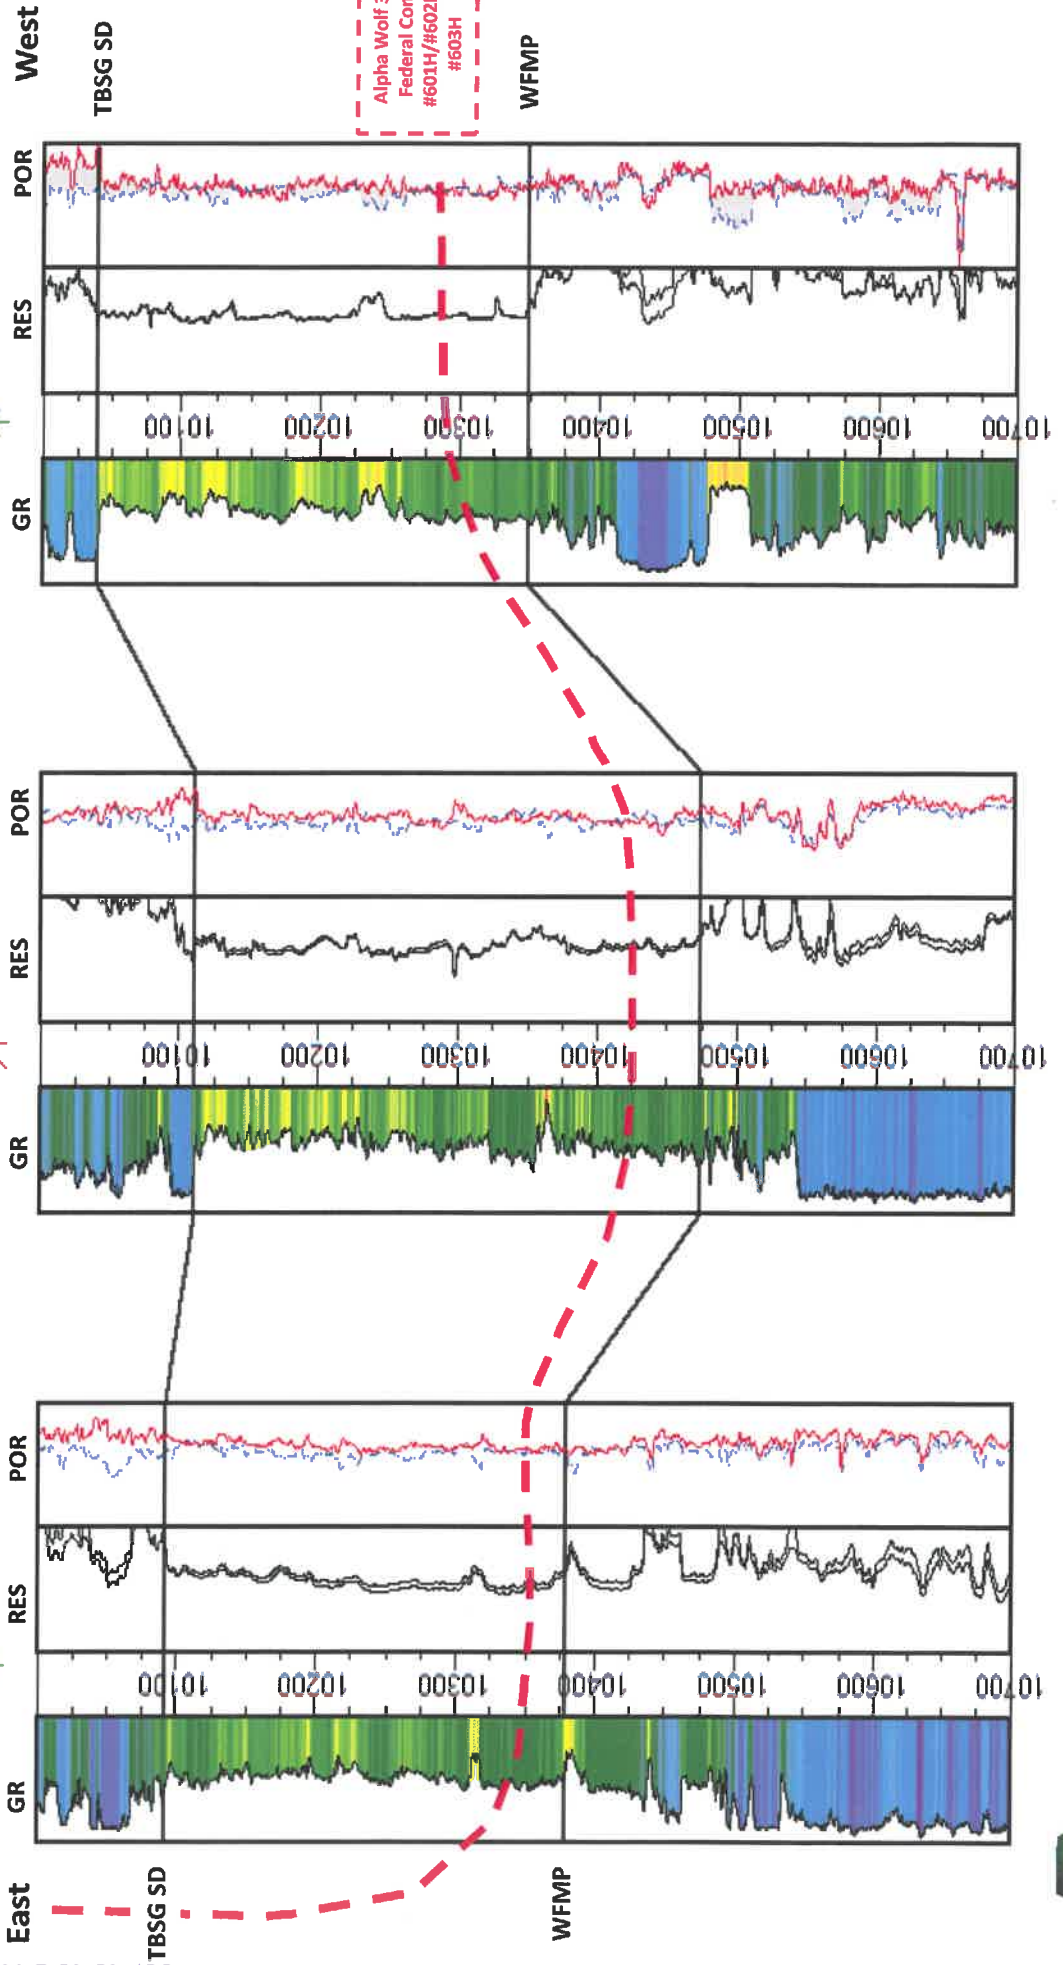 East GR RES POR GR RES POR GR RES POR West
TBSG SD TBSG SD
10100 10100 10100
10200 10200 10200
Alpha Wolf
Federal Com
#601H/#602H
#603H
10300 10300 10300
WFMP WFMP
10400 10400 10400
10500 10500 10500
10600 10600 10600
10700 10700 10700